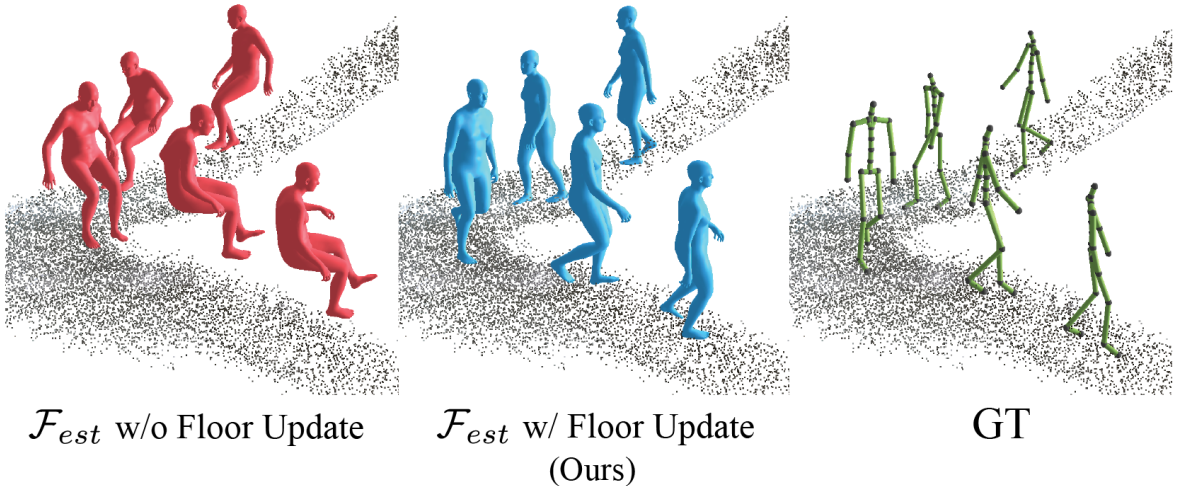 F_est w/o Floor Update
F_est w/ Floor Update
(Ours)
GT